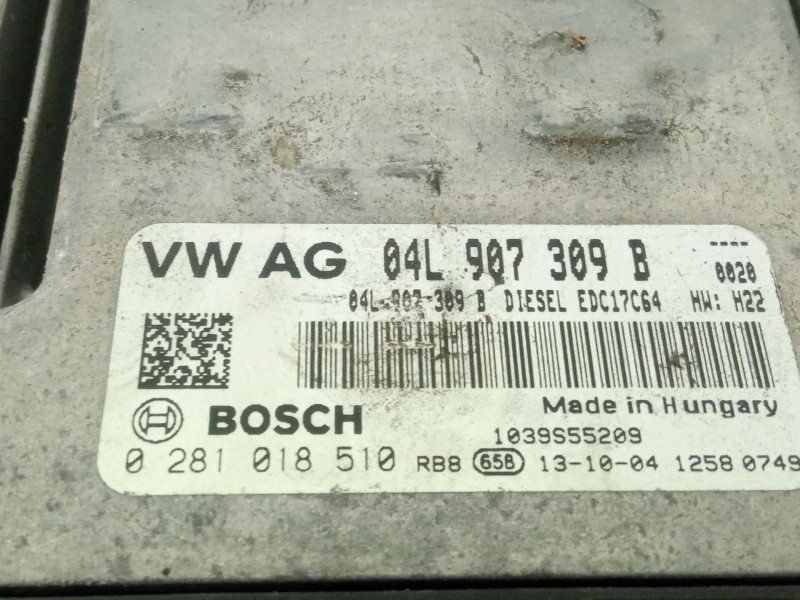 VW AG 04L 907 309 B ----
0020
04L 907 309 B DIESEL EDC17C64 HW: H22
BOSCH
Made in Hungary
1039S55209
0 281 018 510 RB8 658 13-10-04 1258 0749